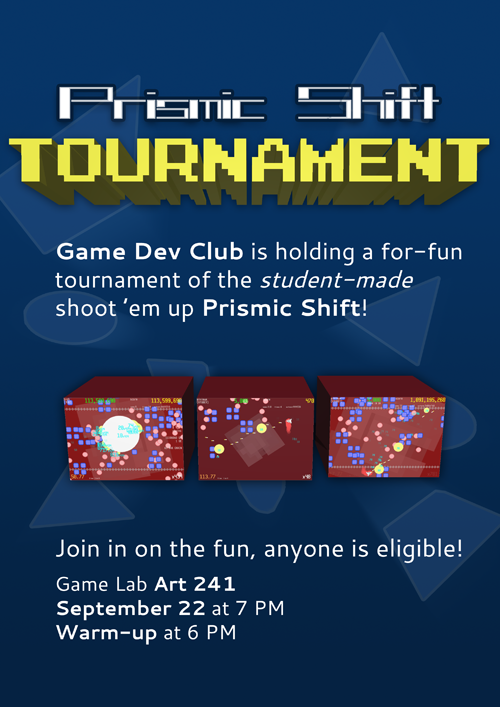 Prismic Shift
TOURNAMENT
Game Dev Club is holding a for-fun
tournament of the student-made
shoot ’em up Prismic Shift!
113.77
Join in on the fun, anyone is eligible!
Game Lab Art 241
September 22 at 7 PM
Warm-up at 6 PM